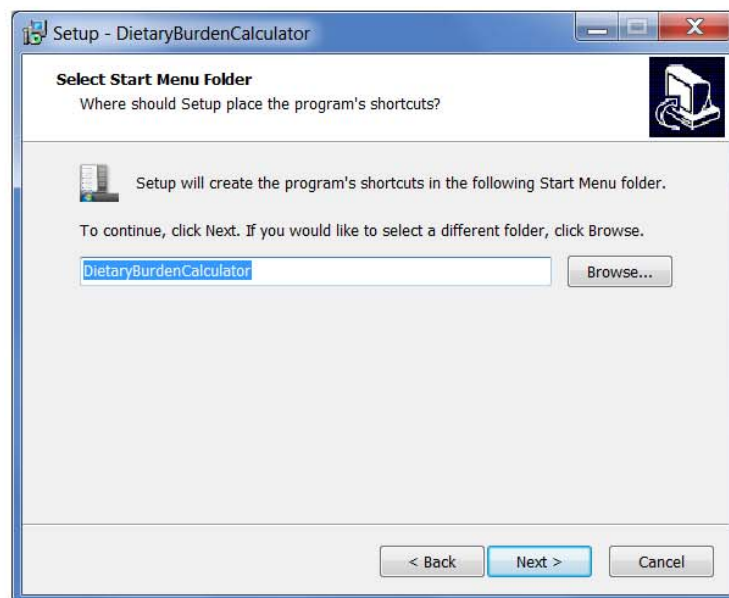 Setup - DietaryBurdenCalculator
Select Start Menu Folder
Where should Setup place the program's shortcuts?
Setup will create the program's shortcuts in the following Start Menu folder.
To continue, click Next. If you would like to select a different folder, click Browse.
DietaryBurdenCalculator
Browse...
< Back
Next >
Cancel